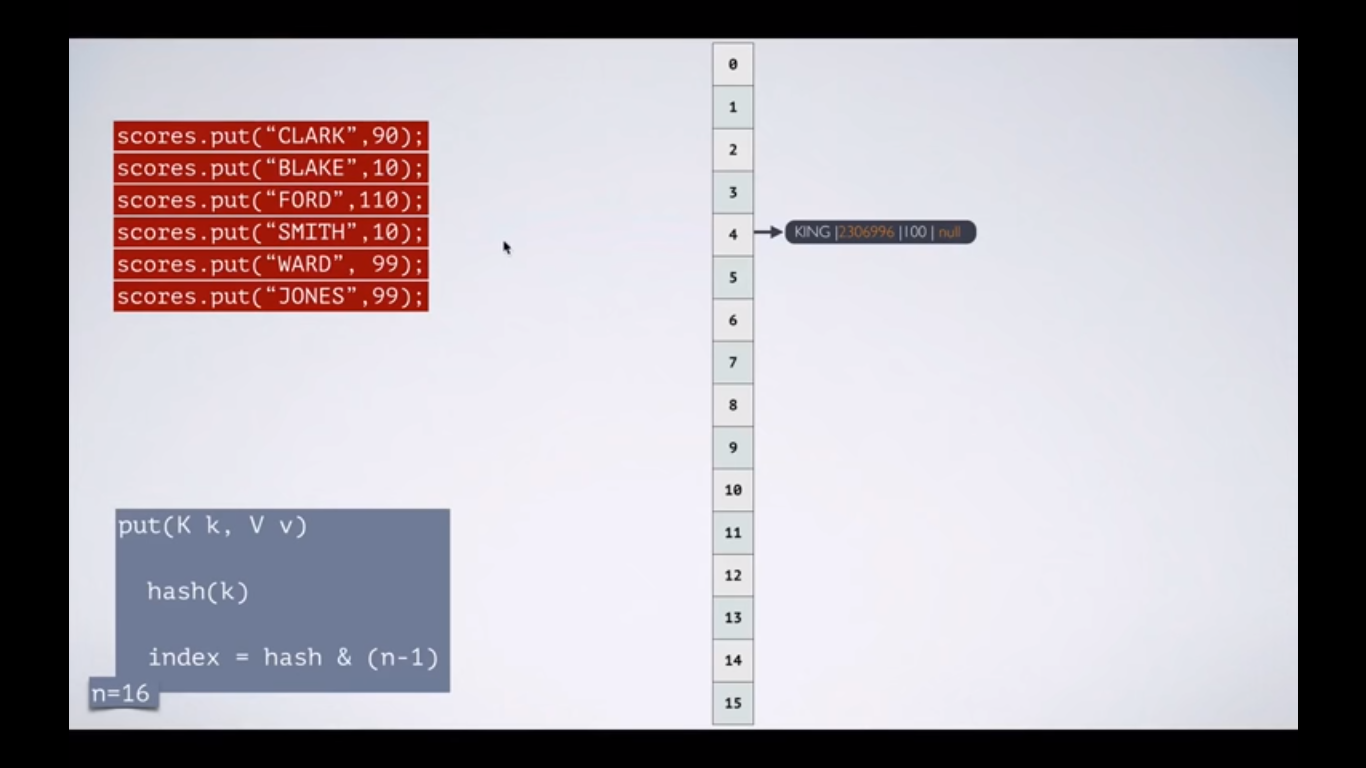 scores.put(“CLARK”,90);
scores.put(“BLAKE”,10);
scores.put(“FORD”,110);
scores.put(“SMITH”,10);
scores.put(“WARD”, 99);
scores.put(“JONES”,99);
put(K k, V v)
hash(k)
index = hash & (n-1)
n=16
0
1
2
3
4
KING |2306996 |100 | null
5
6
7
8
9
10
11
12
13
14
15